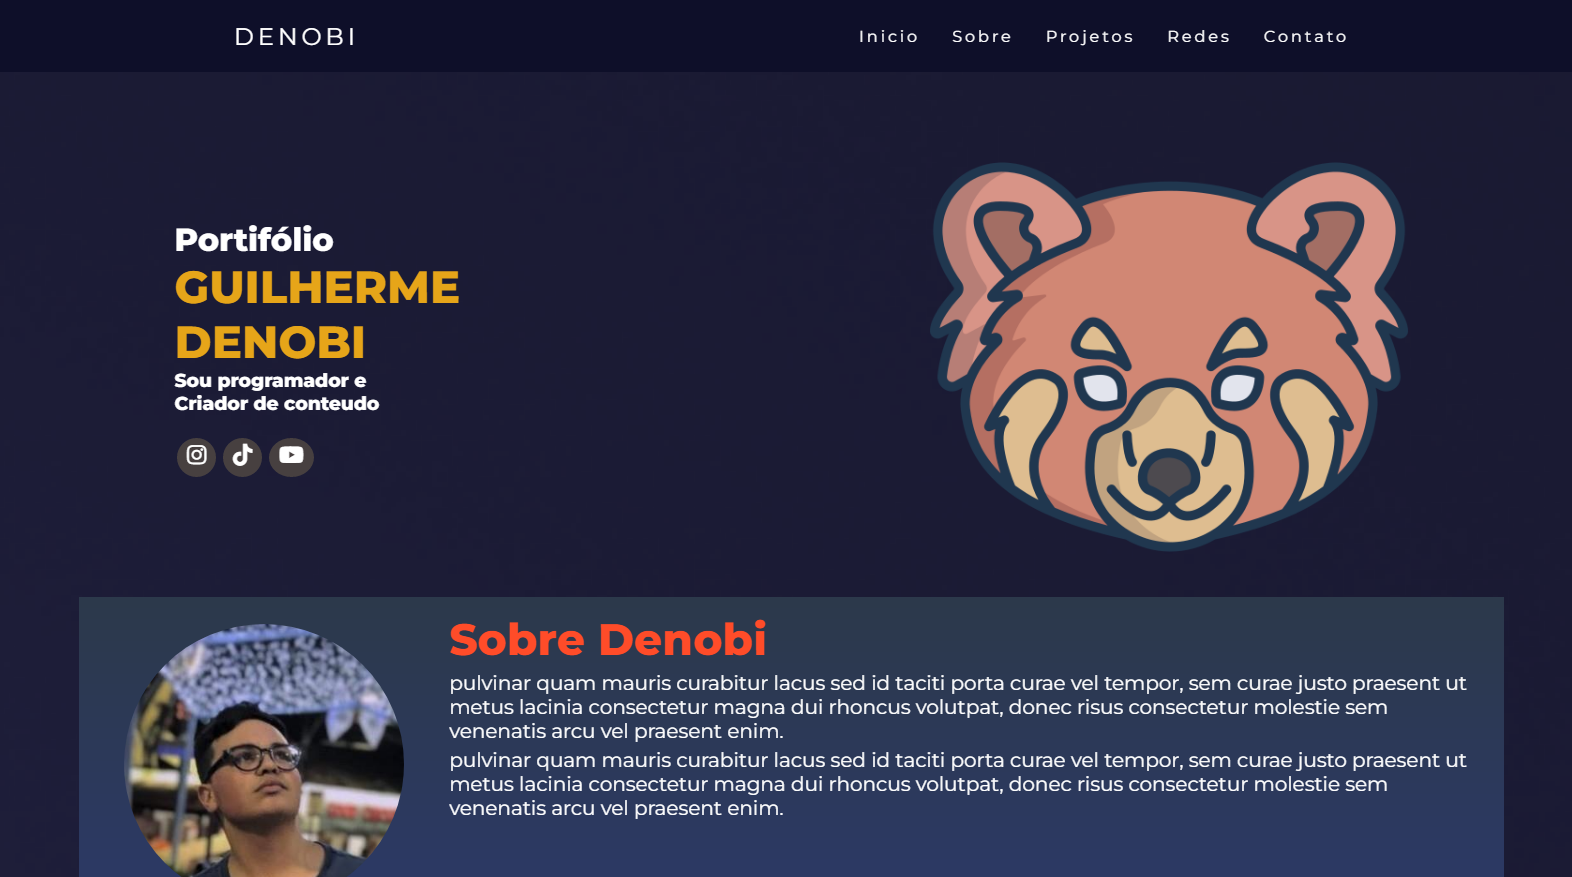 DENOBI
Inicio Sobre Projetos Redes Contato
Portifólio
GUILHERME
DENOBI
Sou programador e
Criador de conteudo
Sobre Denobi
pulvinar quam mauris curabitur lacus sed id taciti porta curae vel tempor, sem curae justo praesent ut
metus lacinia consectetur magna dui rhoncus volutpat, donec risus consectetur molestie sem
venenatis arcu vel praesent enim.
pulvinar quam mauris curabitur lacus sed id taciti porta curae vel tempor, sem curae justo praesent ut
metus lacinia consectetur magna dui rhoncus volutpat, donec risus consectetur molestie sem
venenatis arcu vel praesent enim.